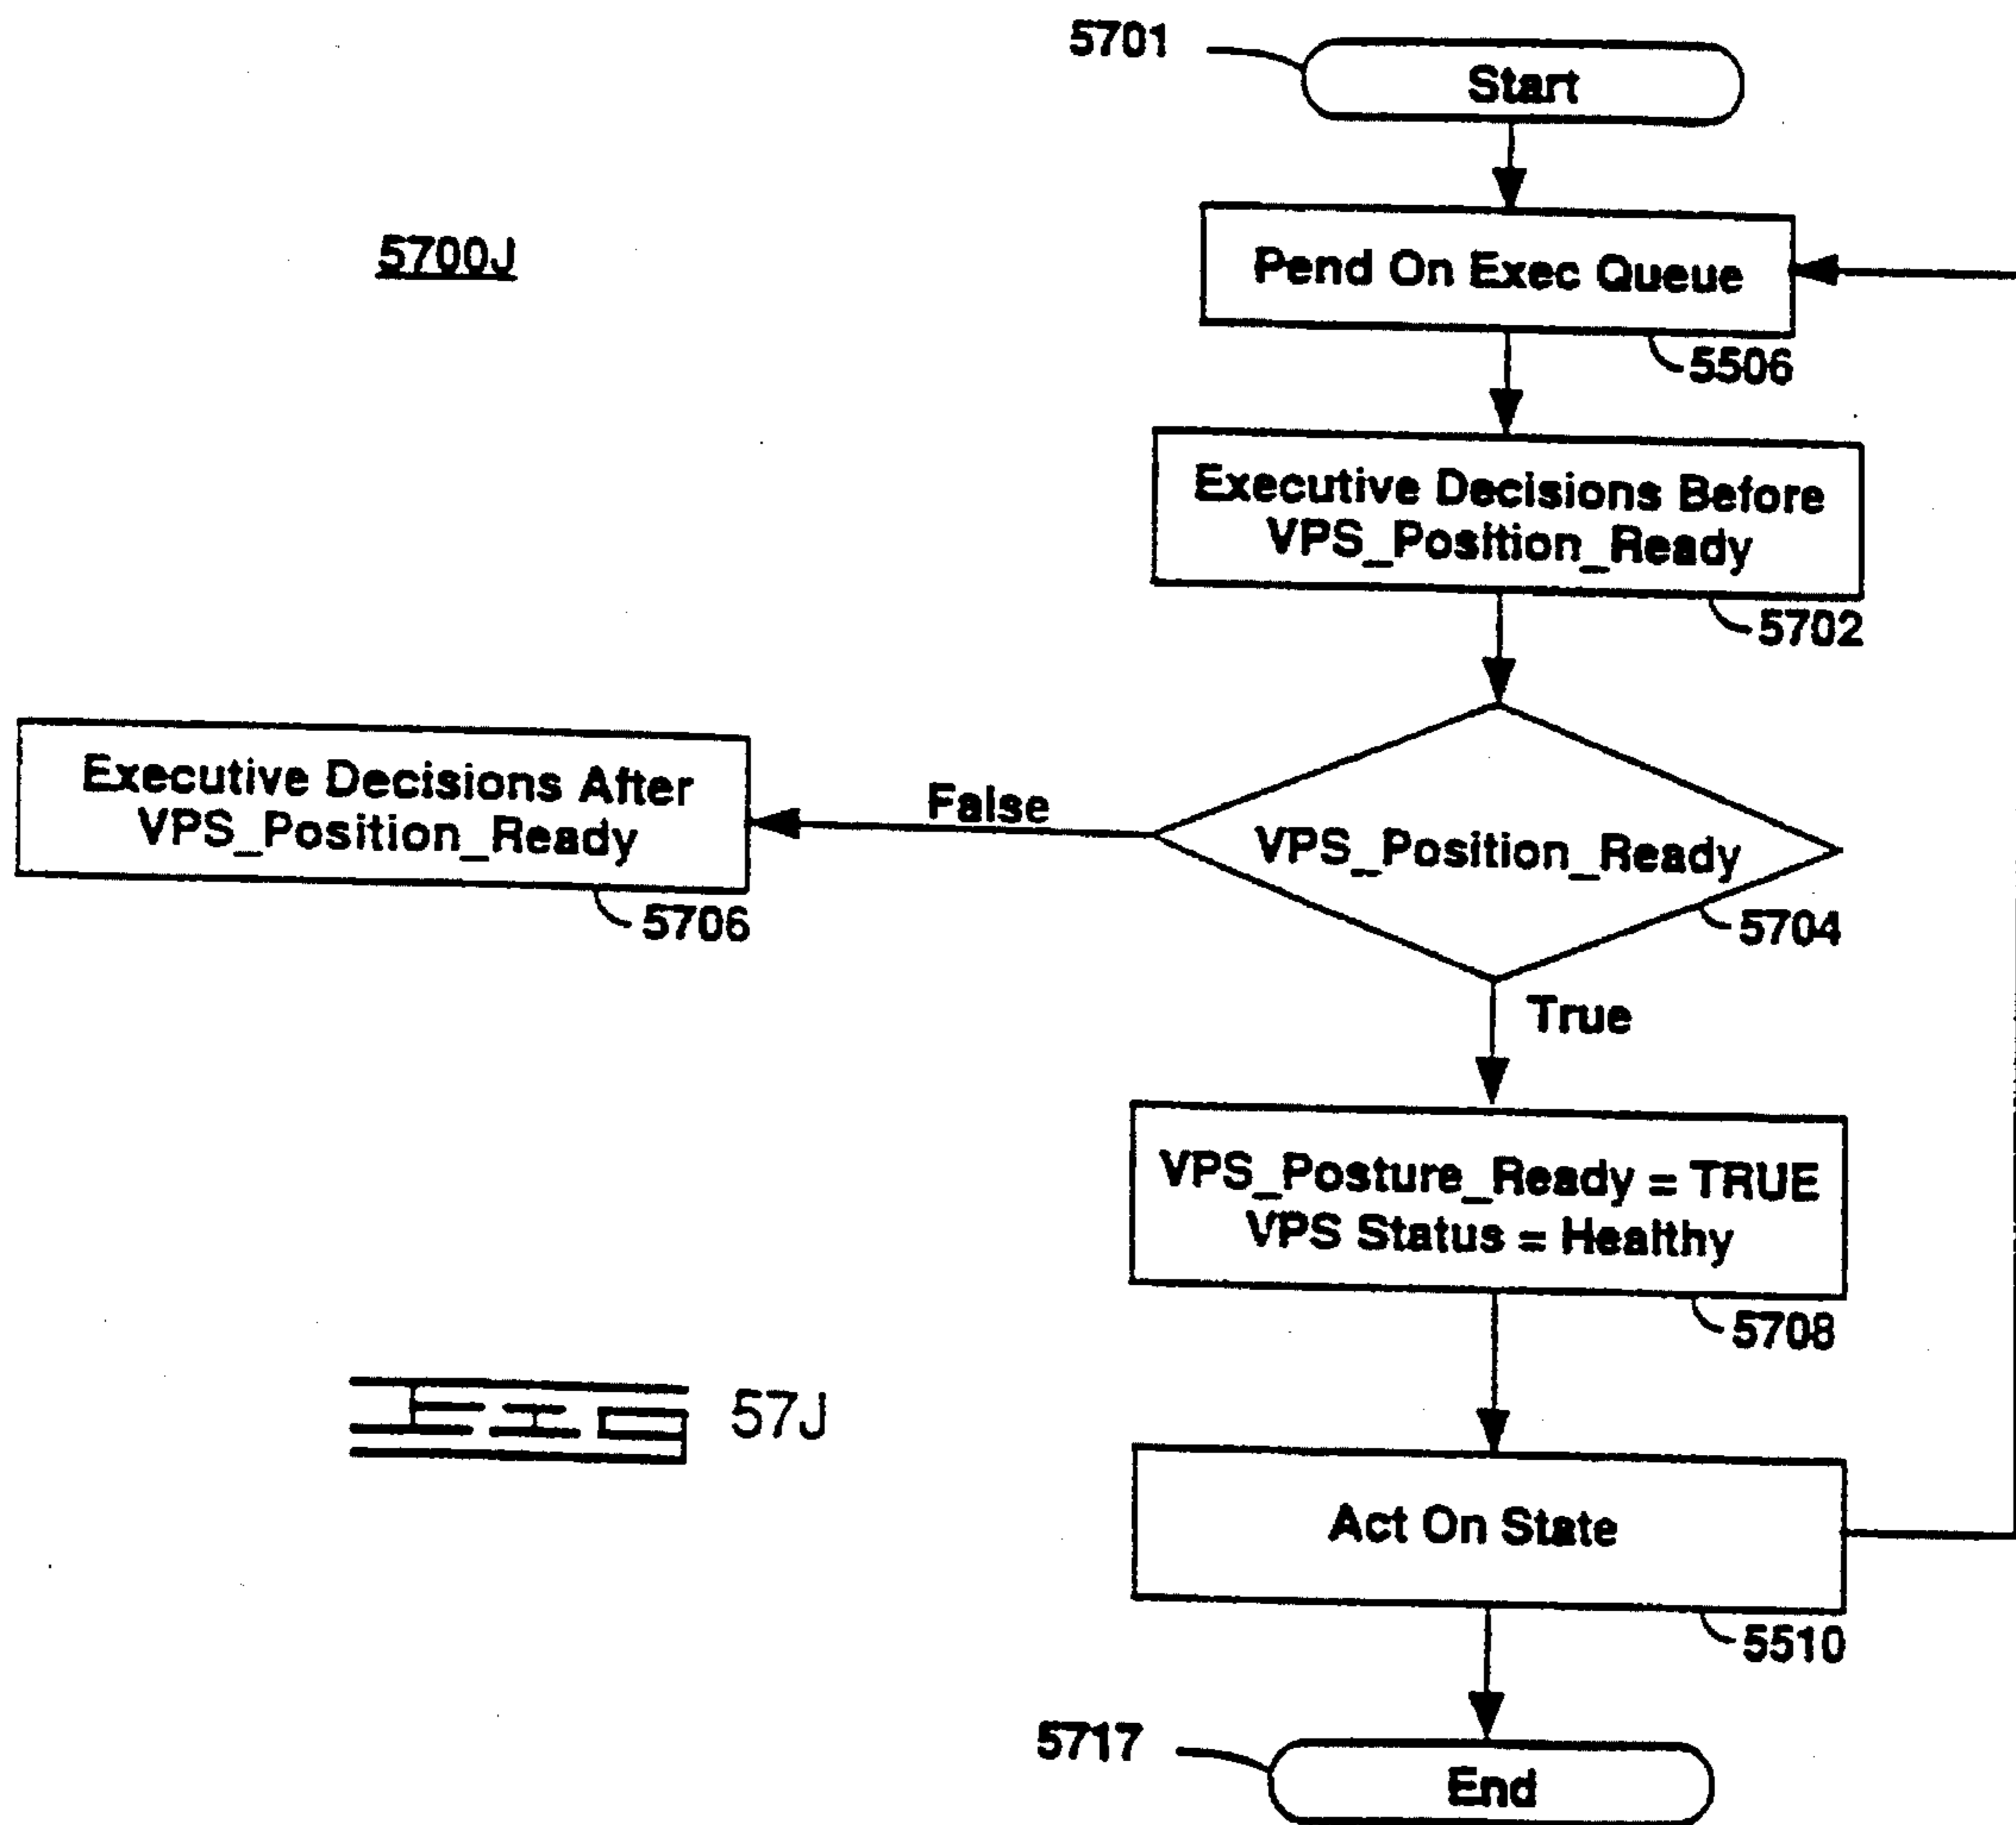 5701
Start
5700J
Pend On Exec Queue
5506
Executive Decisions Before
VPS_Position_Ready
5702
Executive Decisions After
VPS_Position_Ready
5706
False
VPS_Position_Ready
5704
True
VPS_Posture_Ready = TRUE
VPS Status = Healthy
5708
FIG 57J
Act On State
5510
5717
End